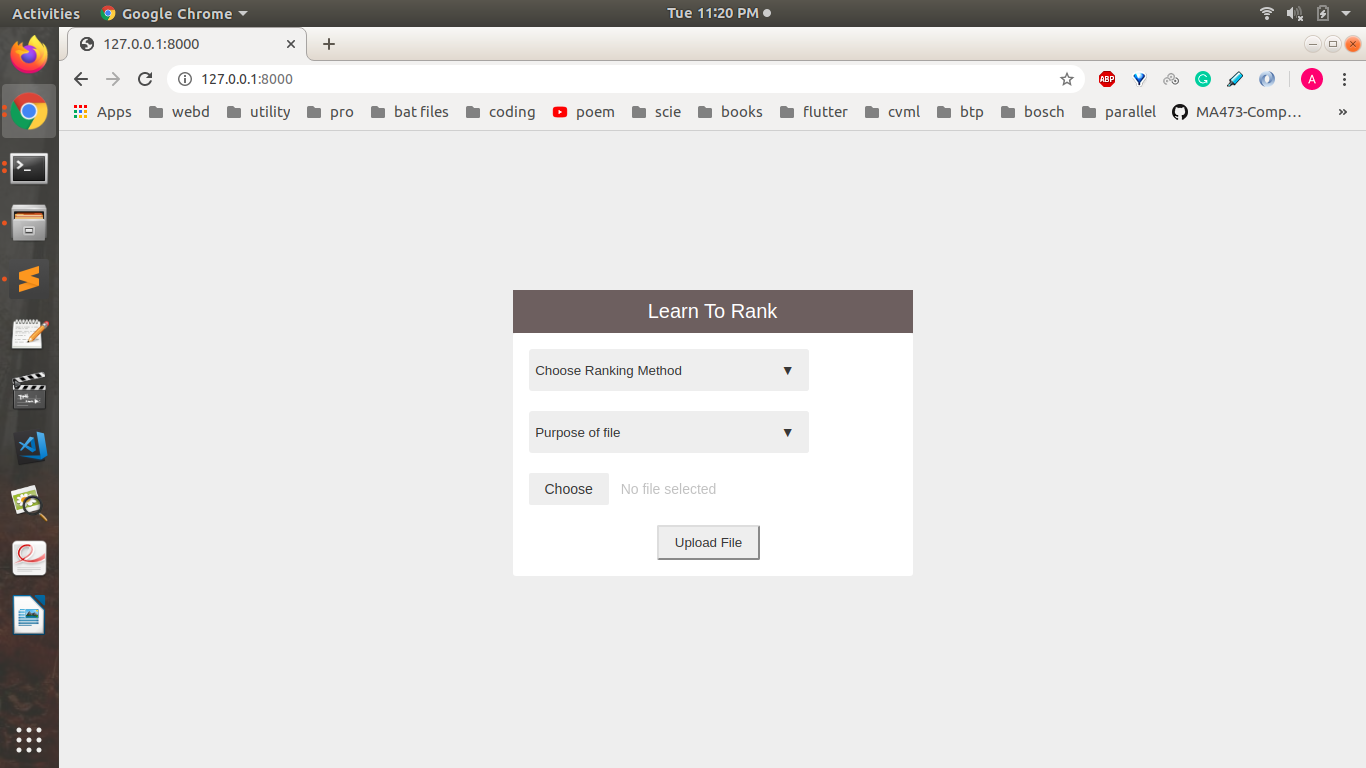 Activities Google Chrome Tue 11:20 PM
127.0.0.1:8000
127.0.0.1:8000 ABP A
Apps webd utility pro bat files coding poem scie books flutter cvml btp bosch parallel MA473-Comp… »
Learn To Rank
Choose Ranking Method ▼
Purpose of file ▼
Choose No file selected
Upload File